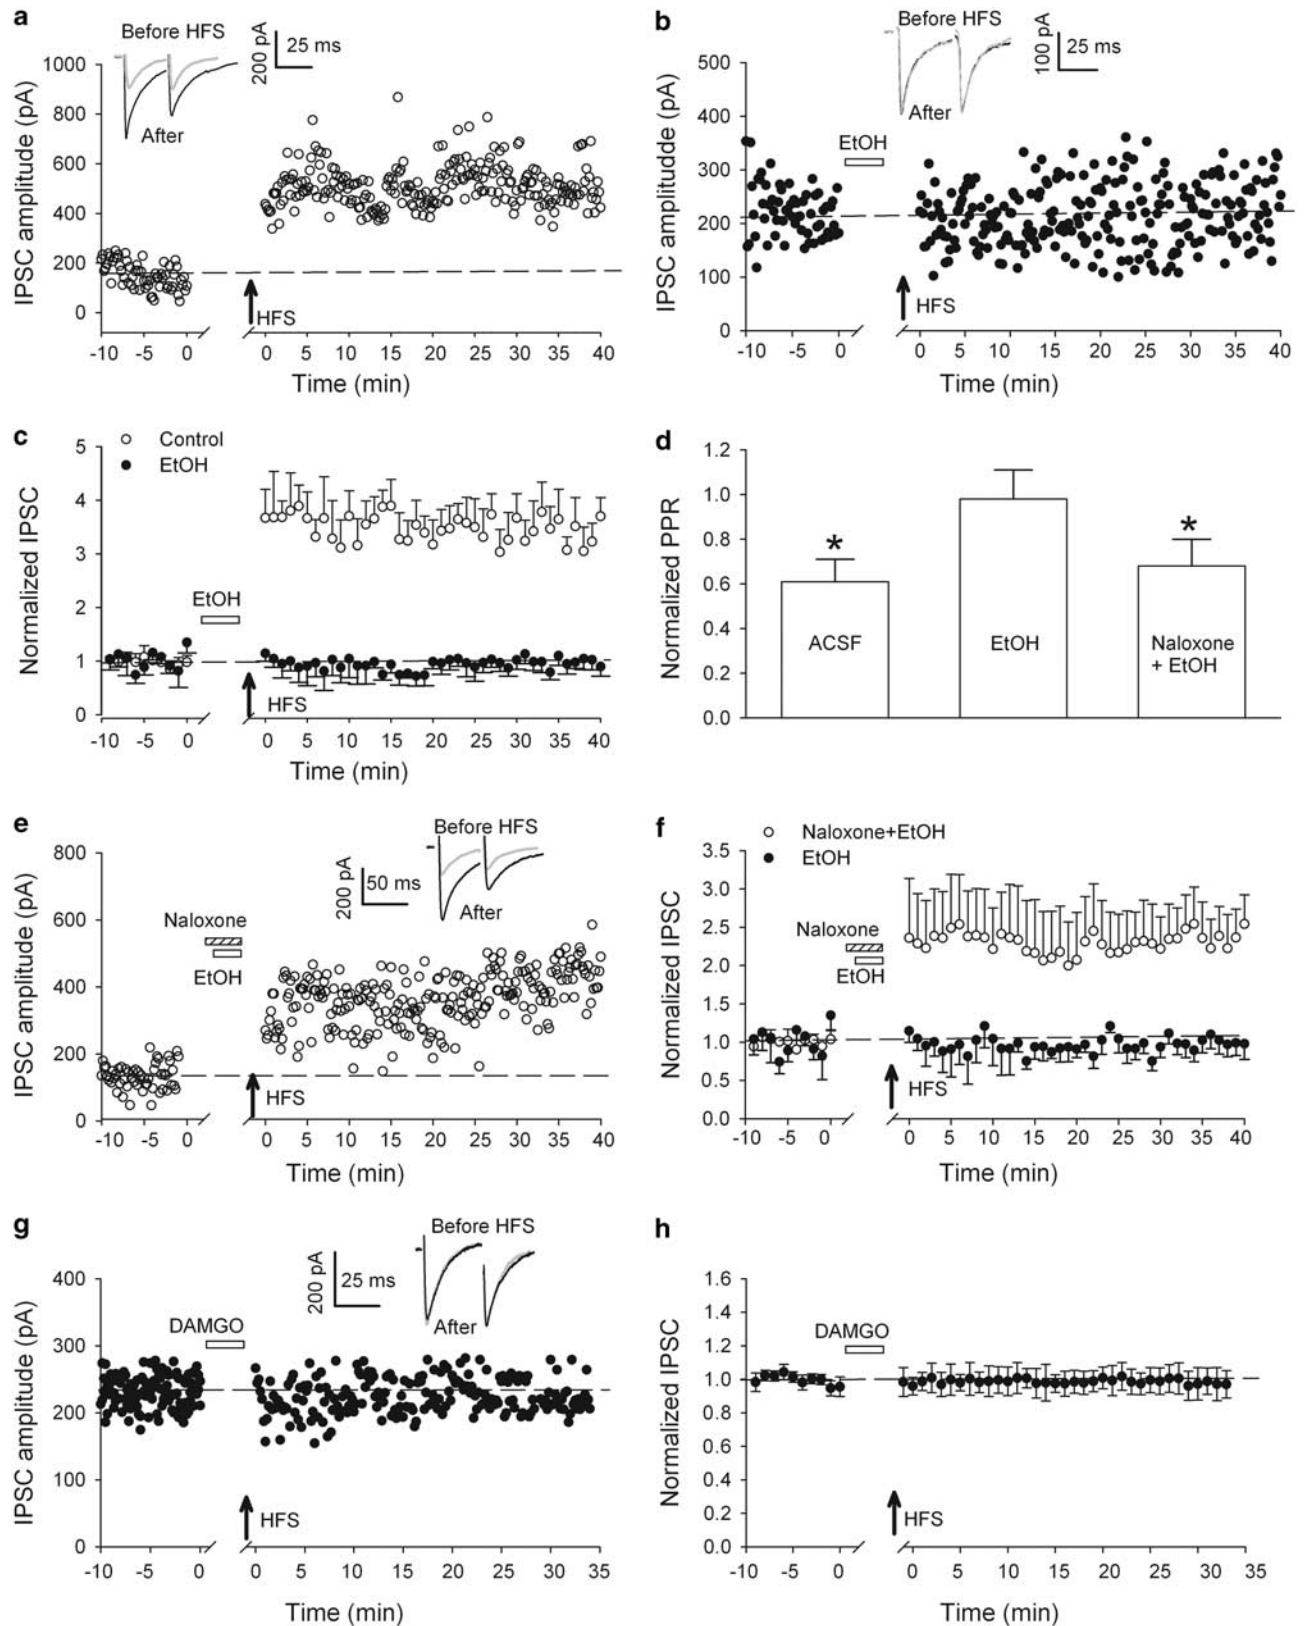 a
Before HFS
200 pA
25 ms
After
IPSC amplitude (pA)
1000
800
600
400
200
0
HFS
-10 -5 0 0 5 10 15 20 25 30 35 40
Time (min)
b
Before HFS
100 pA
25 ms
After
IPSC amplitudde (pA)
500
400
300
200
100
0
EtOH
HFS
-10 -5 0 0 5 10 15 20 25 30 35 40
Time (min)
c
Control
EtOH
Normalized IPSC
5
4
3
2
1
0
EtOH
HFS
-10 -5 0 0 5 10 15 20 25 30 35 40
Time (min)
d
Normalized PPR
1.2
1.0
0.8
0.6
0.4
0.2
0.0
*
*
ACSF
EtOH
Naloxone
+ EtOH
e
Before HFS
200 pA
50 ms
After
IPSC amplitude (pA)
800
600
400
200
0
Naloxone
EtOH
HFS
-10 -5 0 0 5 10 15 20 25 30 35 40
Time (min)
f
Naloxone+EtOH
EtOH
Normalized IPSC
3.5
3.0
2.5
2.0
1.5
1.0
0.5
0.0
Naloxone
EtOH
HFS
-10 -5 0 0 5 10 15 20 25 30 35 40
Time (min)
g
Before HFS
200 pA
25 ms
After
IPSC amplitude (pA)
400
300
200
100
0
DAMGO
HFS
-10 -5 0 0 5 10 15 20 25 30 35
Time (min)
h
Normalized IPSC
1.6
1.4
1.2
1.0
0.8
0.6
0.4
0.2
0.0
DAMGO
HFS
-10 -5 0 0 5 10 15 20 25 30 35
Time (min)